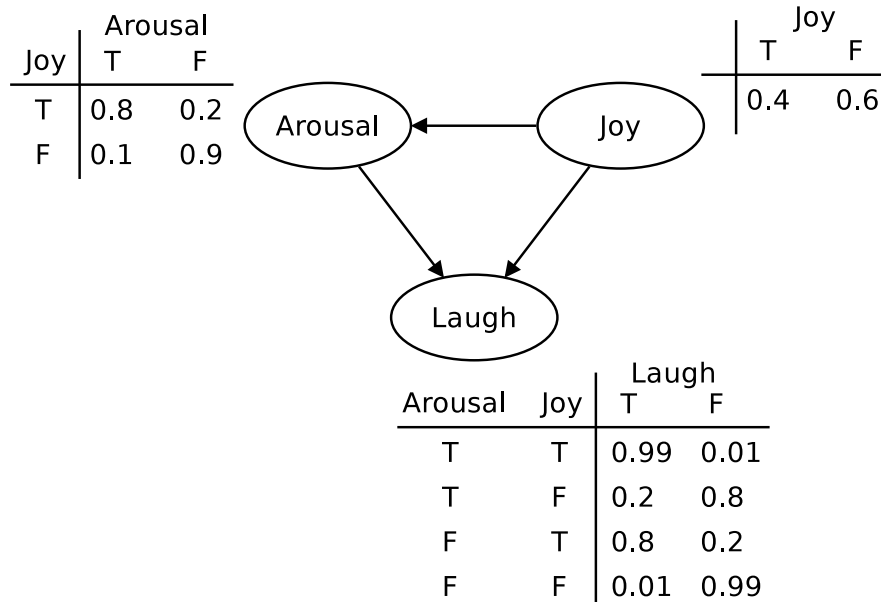 Arousal
Joy T F
T 0.8 0.2
F 0.1 0.9
Joy
T F
0.4 0.6
Arousal
Joy
Laugh
Laugh
Arousal Joy T F
T T 0.99 0.01
T F 0.2 0.8
F T 0.8 0.2
F F 0.01 0.99